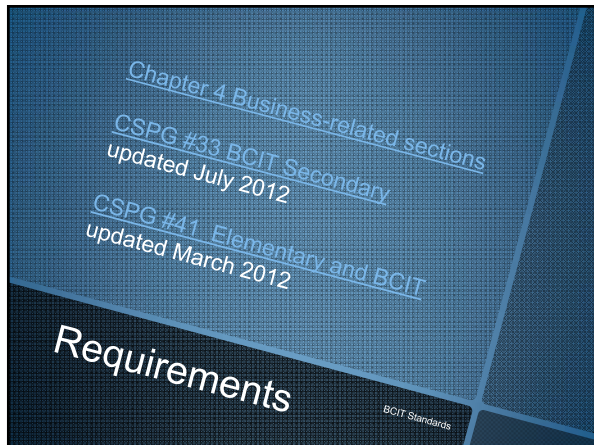 Chapter 4 Business-related sections
CSPG #33 BCIT Secondary
updated July 2012
CSPG #41 Elementary and BCIT
updated March 2012
Requirements
BCIT Standards